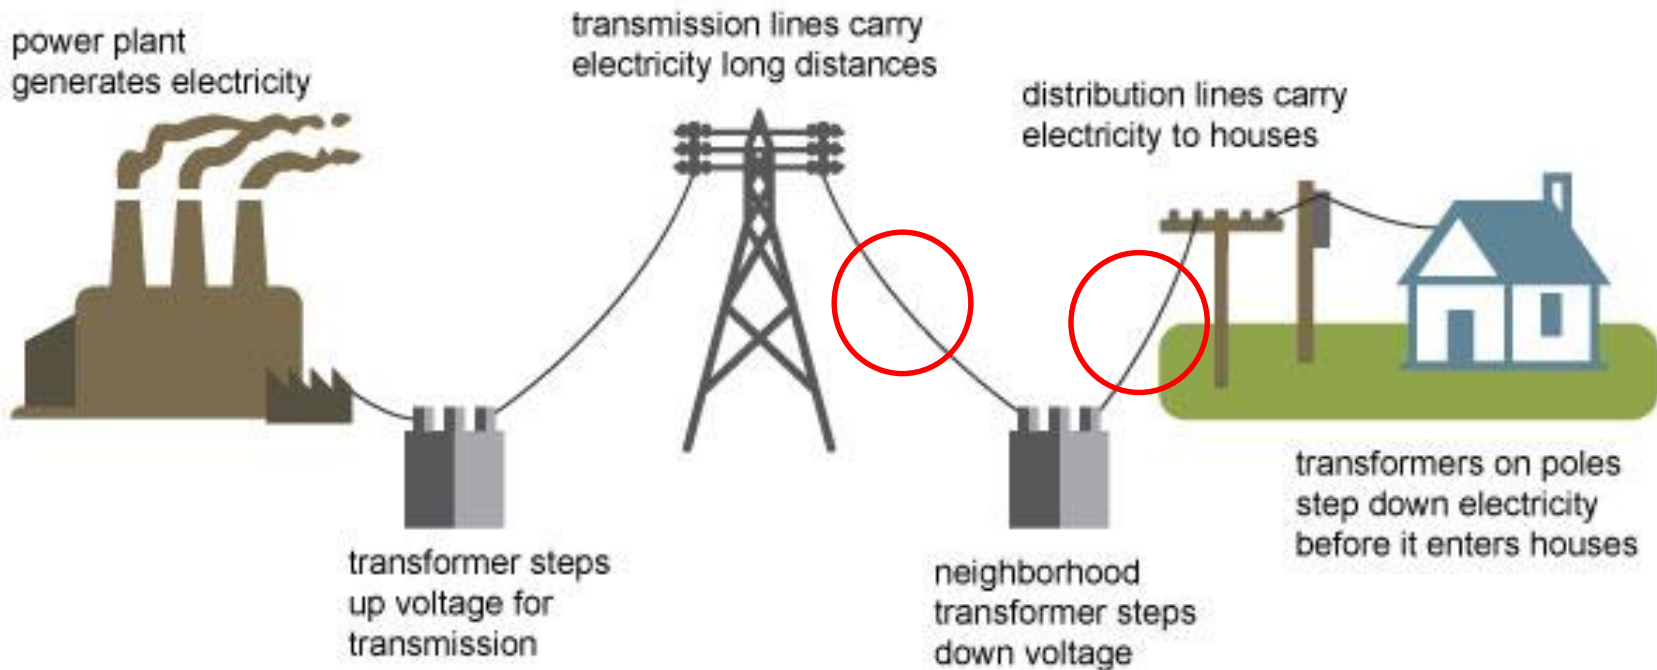 power plant
generates electricity
transmission lines carry
electricity long distances
distribution lines carry
electricity to houses
transformer steps
up voltage for
transmission
neighborhood
transformer steps
down voltage
transformers on poles
step down electricity
before it enters houses